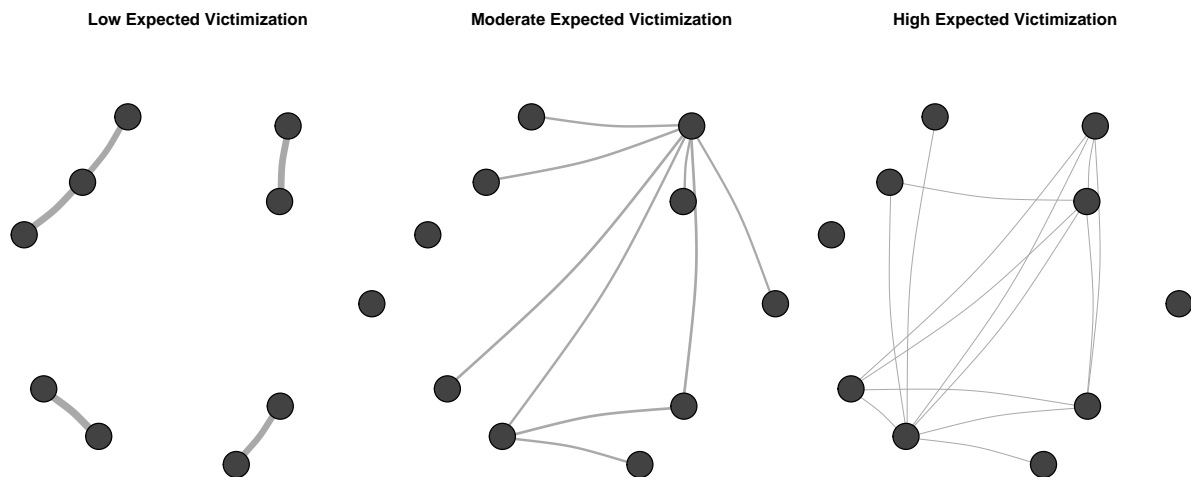 Low Expected Victimization
Moderate Expected Victimization
High Expected Victimization